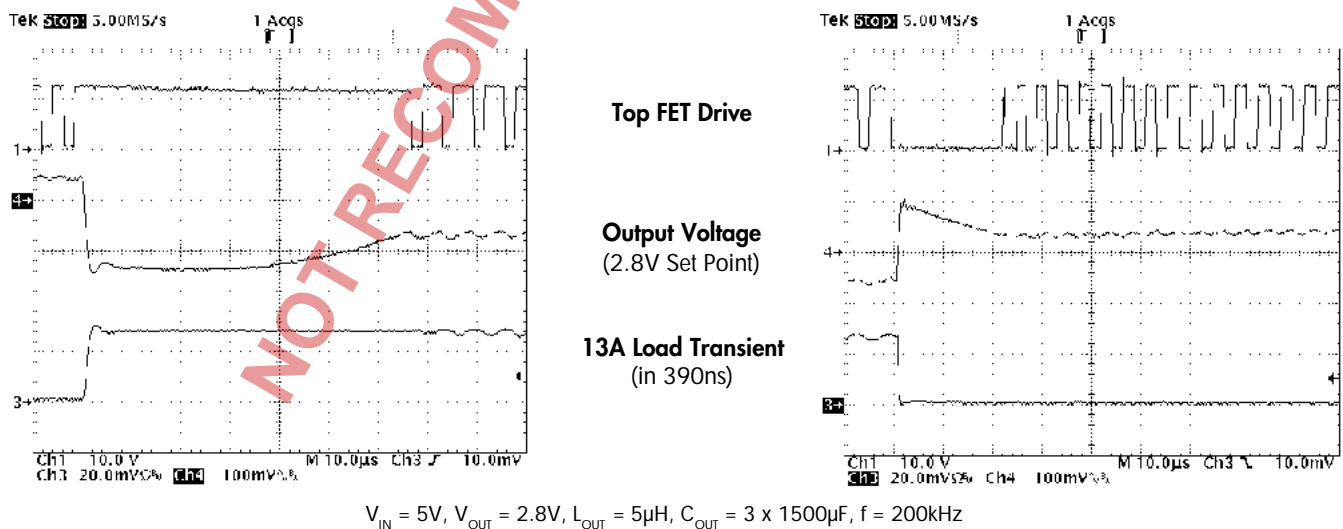 Tek Stop: 5.00MS/s 1 Acqs
1→
4→
3→
Ch1 10.0 V M 10.0µs Ch3 10.0mV
Ch3 20.0mVΩ Ch4 100mV
NOT RECOM
Top FET Drive
Output Voltage
(2.8V Set Point)
13A Load Transient
(in 390ns)
Tek Stop: 5.00MS/s 1 Acqs
1→
4→
3→
Ch1 10.0 V M 10.0µs Ch3 10.0mV
Ch3 20.0mVΩ Ch4 100mV
V_IN = 5V, V_OUT = 2.8V, L_OUT = 5µH, C_OUT = 3 x 1500µF, f = 200kHz